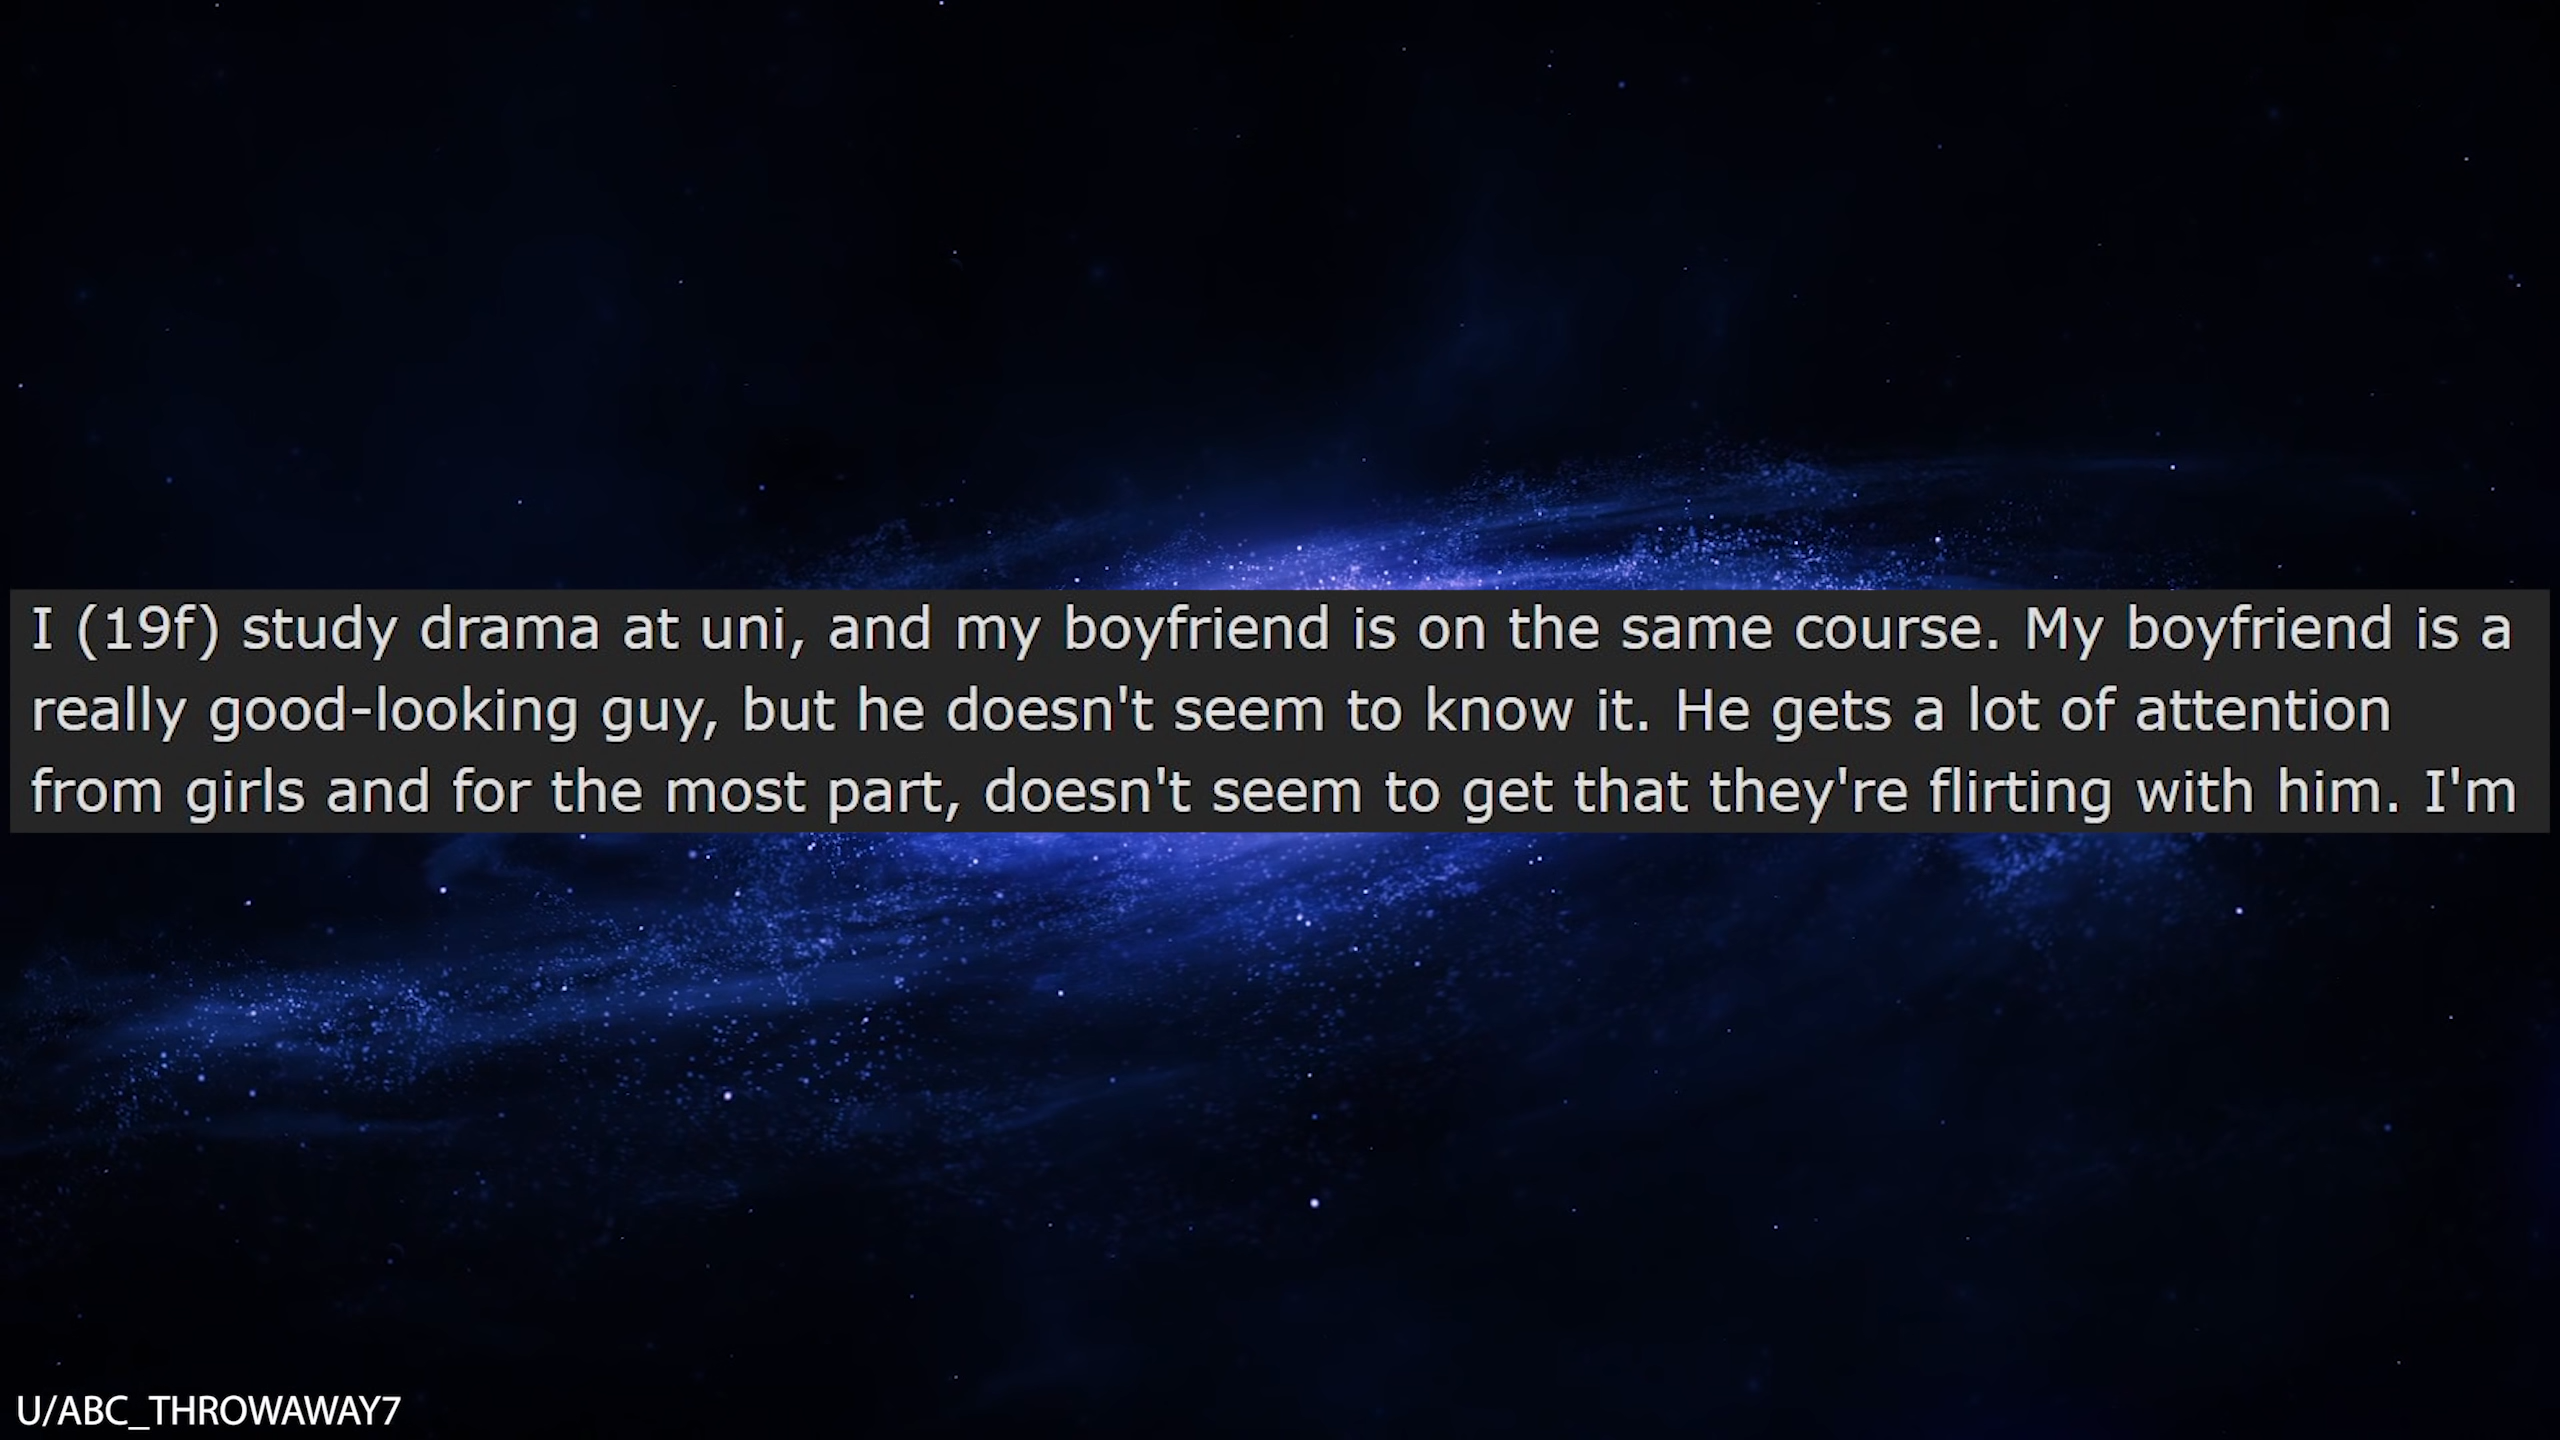 I (19f) study drama at uni, and my boyfriend is on the same course. My boyfriend is a
really good-looking guy, but he doesn't seem to know it. He gets a lot of attention
from girls and for the most part, doesn't seem to get that they're flirting with him. I'm
U/ABC_THROWAWAY7